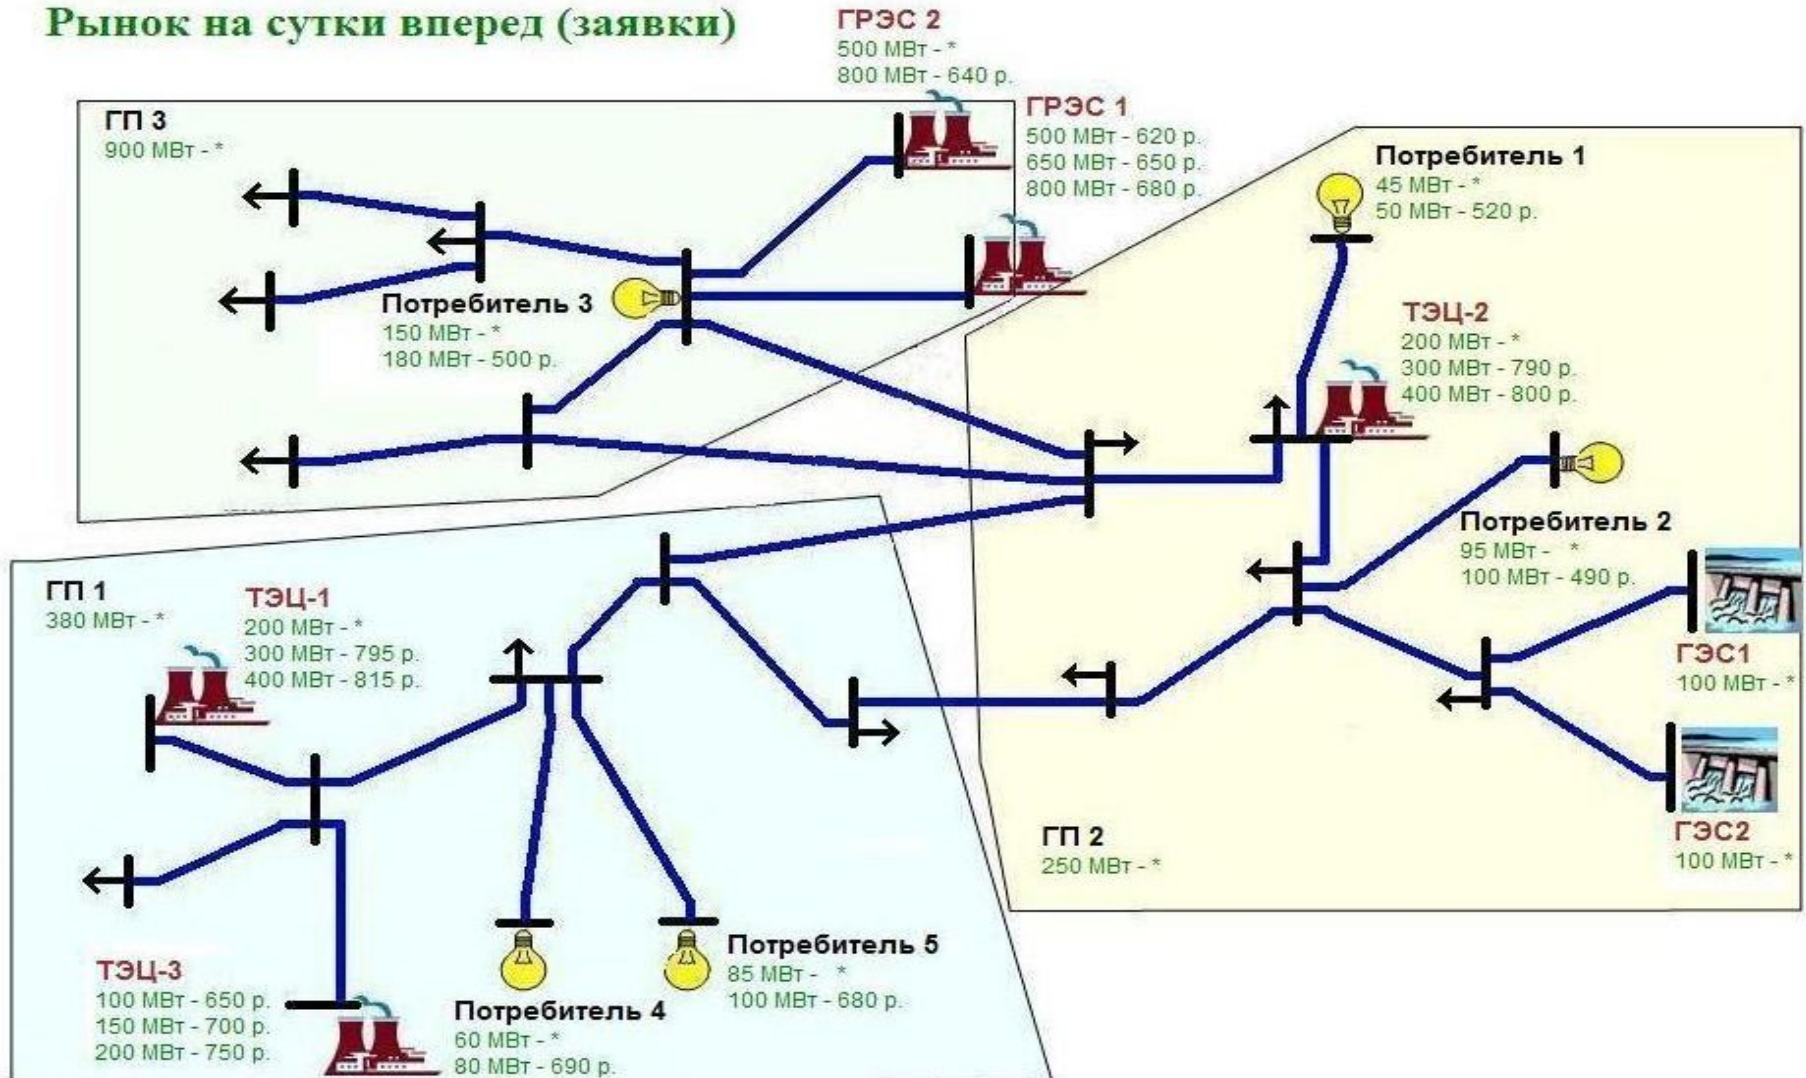 Рынок на сутки вперед (заявки)
ГРЭС 2
500 МВт - *
800 МВт - 640 р.
ГРЭС 1
500 МВт - 620 р.
650 МВт - 650 р.
800 МВт - 680 р.
ГП 3
900 МВт - *
Потребитель 3
150 МВт - *
180 МВт - 500 р.
Потребитель 1
45 МВт - *
50 МВт - 520 р.
ТЭЦ-2
200 МВт - *
300 МВт - 790 р.
400 МВт - 800 р.
Потребитель 2
95 МВт - *
100 МВт - 490 р.
ГЭС1
100 МВт - *
ГЭС2
100 МВт - *
ГП 2
250 МВт - *
ГП 1
380 МВт - *
ТЭЦ-1
200 МВт - *
300 МВт - 795 р.
400 МВт - 815 р.
ТЭЦ-3
100 МВт - 650 р.
150 МВт - 700 р.
200 МВт - 750 р.
Потребитель 4
60 МВт - *
80 МВт - 690 р.
Потребитель 5
85 МВт - *
100 МВт - 680 р.